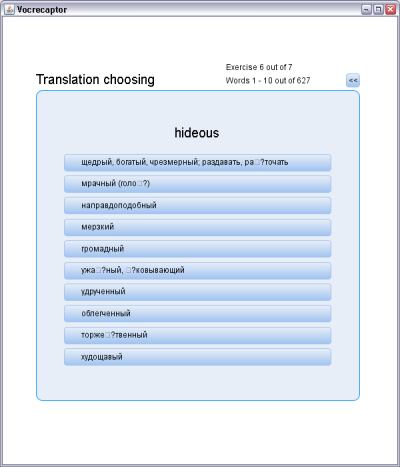 Vocrecaptor
Exercise 6 out of 7
Translation choosing
Words 1 - 10 out of 627
<<
hideous
щедрый, богатый, чрезмерный; раздавать, ра□?точать
мрачный (голо□?)
направдоподобный
мерзкий
громадный
ужа□?ный, □?ковывающий
удрученный
облегченный
торже□?твенный
худощавый